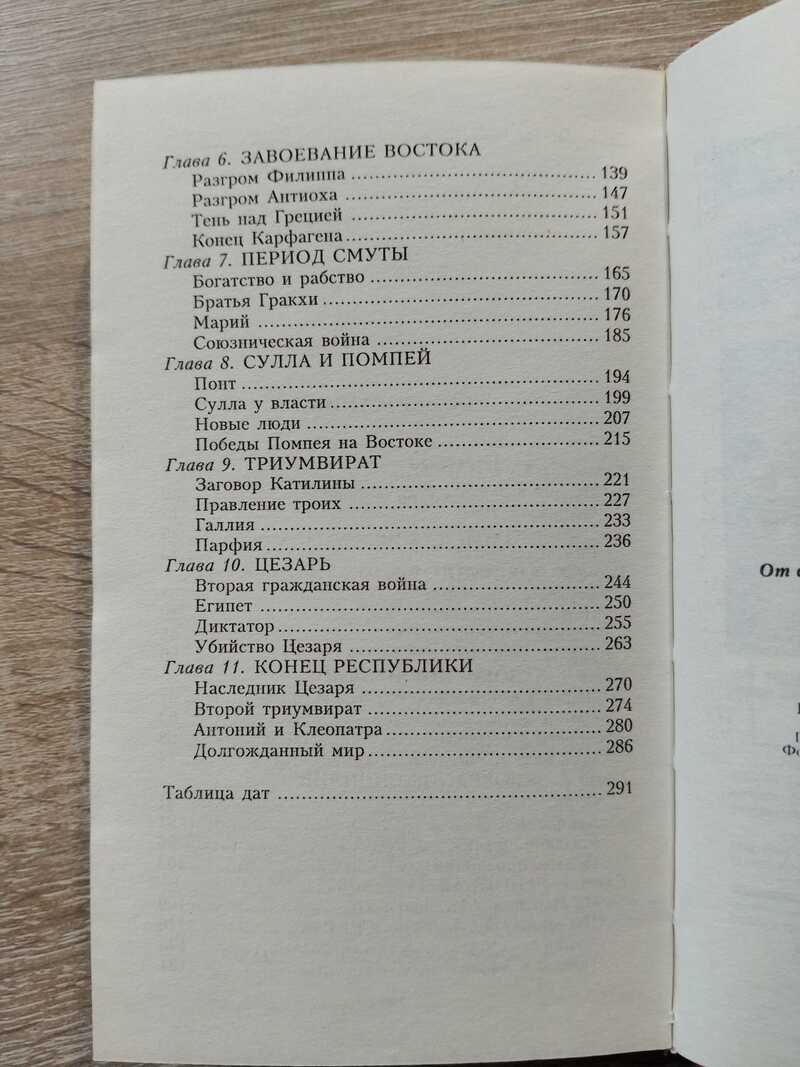 Глава 6. ЗАВОЕВАНИЕ ВОСТОКА
Разгром Филиппа ........................................ 139
Разгром Антиоха ........................................ 147
Тень над Грецией ........................................ 151
Конец Карфагена ........................................ 157
Глава 7. ПЕРИОД СМУТЫ
Богатство и рабство ........................................ 165
Братья Гракхи ........................................ 170
Марий ........................................ 176
Союзническая война ........................................ 185
Глава 8. СУЛЛА И ПОМПЕЙ
Понт ........................................ 194
Сулла у власти ........................................ 199
Новые люди ........................................ 207
Победы Помпея на Востоке ........................................ 215
Глава 9. ТРИУМВИРАТ
Заговор Катилины ........................................ 221
Правление троих ........................................ 227
Галлия ........................................ 233
Парфия ........................................ 236
Глава 10. ЦЕЗАРЬ
Вторая гражданская война ........................................ 244
Египет ........................................ 250
Диктатор ........................................ 255
Убийство Цезаря ........................................ 263
Глава 11. КОНЕЦ РЕСПУБЛИКИ
Наследник Цезаря ........................................ 270
Второй триумвират ........................................ 274
Антоний и Клеопатра ........................................ 280
Долгожданный мир ........................................ 286
Таблица дат ........................................ 291
От